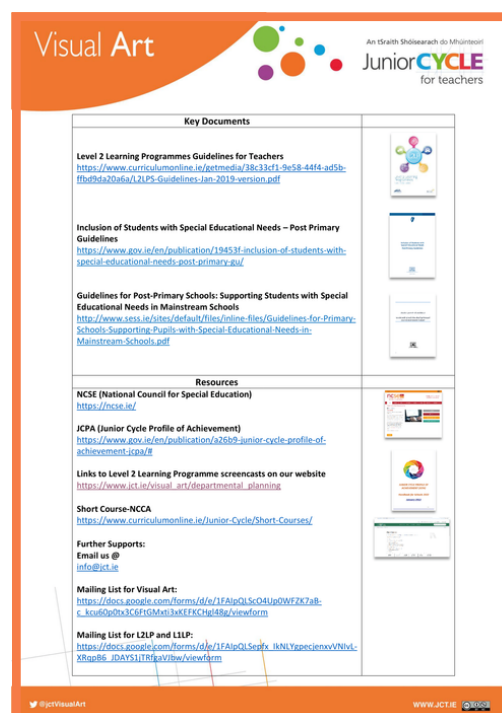 Visual Art
An tSraith Shóisearach do Mhúinteoirí
JuniorCYCLE
for teachers
Key Documents
Level 2 Learning Programmes Guidelines for Teachers
https://www.curriculumonline.ie/getmedia/38c33cf1-9e58-44f4-ad5b-
ffbd9da20a6a/L2LPS-Guidelines-Jan-2019-version.pdf
Inclusion of Students with Special Educational Needs – Post Primary
Guidelines
https://www.gov.ie/en/publication/19453f-inclusion-of-students-with-
special-educational-needs-post-primary-gu/
Guidelines for Post-Primary Schools: Supporting Students with Special
Educational Needs in Mainstream Schools
http://www.sess.ie/sites/default/files/inline-files/Guidelines-for-Primary-
Schools-Supporting-Pupils-with-Special-Educational-Needs-in-
Mainstream-Schools.pdf
Resources
NCSE (National Council for Special Education)
https://ncse.ie/
JCPA (Junior Cycle Profile of Achievement)
https://www.gov.ie/en/publication/a26b9-junior-cycle-profile-of-
achievement-jcpa/#
Links to Level 2 Learning Programme screencasts on our website
https://www.jct.ie/visual_art/departmental_planning
Short Course-NCCA
https://www.curriculumonline.ie/Junior-Cycle/Short-Courses/
Further Supports:
Email us @
info@jct.ie
Mailing List for Visual Art:
https://docs.google.com/forms/d/e/1FAIpQLScO4Up0WFZK7aB-
c_kcu60p0tx3C6FtGMxti3xKEFKCHgl48g/viewform
Mailing List for L2LP and L1LP:
https://docs.google.com/forms/d/e/1FAIpQLSepfx_IkNLYgpecjenxvVNIvL-
XRqpB6_JDAYS1jTRfgaVJbw/viewform
@jctVisualArt
WWW.JCT.IE